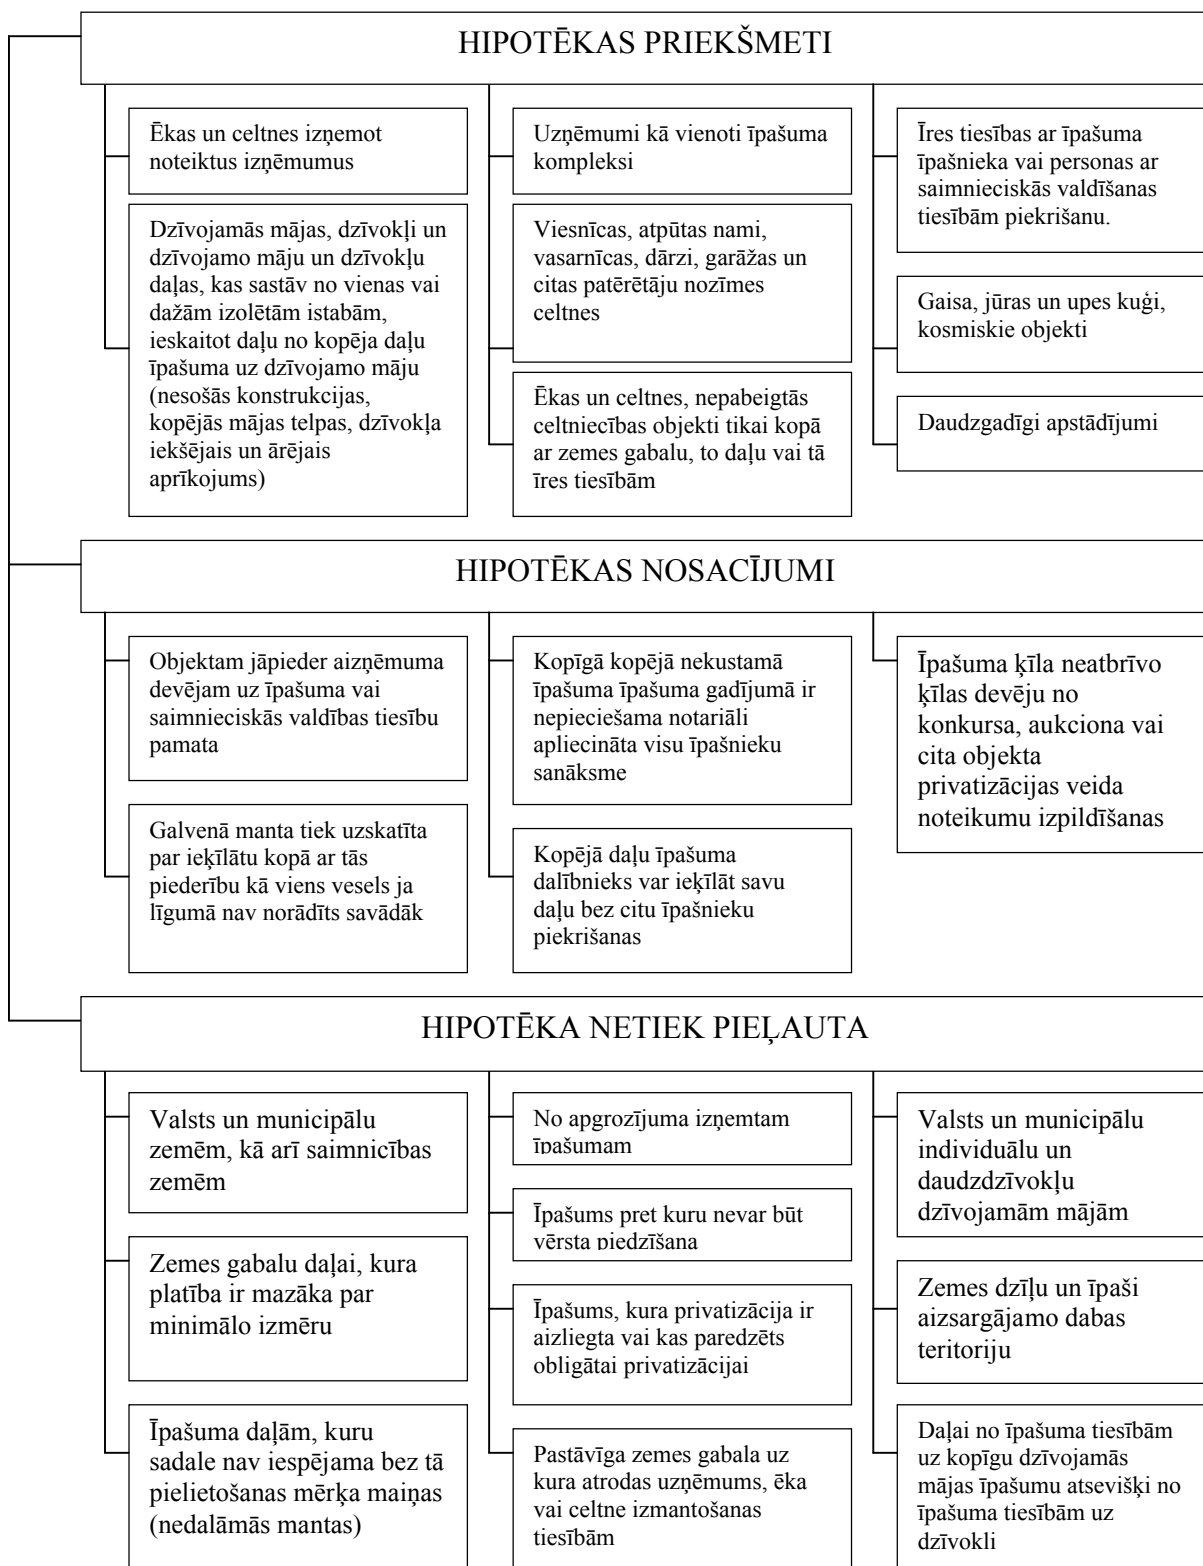 HIPOTĒKAS PRIEKŠMETI
Ēkas un celtnes izņemot
noteiktus izņēmumus
Dzīvojamās mājas, dzīvokļi un
dzīvojamo māju un dzīvokļu
daļas, kas sastāv no vienas vai
dažām izolētām istabām,
ieskaitot daļu no kopēja daļu
īpašuma uz dzīvojamo māju
(nesošās konstrukcijas,
kopējās mājas telpas, dzīvokļa
iekšējais un ārējais
aprīkojums)
Uzņēmumi kā vienoti īpašuma
kompleksi
Viesnīcas, atpūtas nami,
vasarnīcas, dārzi, garāžas un
citas patērētāju nozīmes
celtnes
Ēkas un celtnes, nepabeigtās
celtniecības objekti tikai kopā
ar zemes gabalu, to daļu vai tā
īres tiesībām
Īres tiesības ar īpašuma
īpašnieka vai personas ar
saimnieciskās valdīšanas
tiesībām piekrišanu.
Gaisa, jūras un upes kuģi,
kosmiskie objekti
Daudzgadīgi apstādījumi
HIPOTĒKAS NOSACĪJUMI
Objektam jāpieder aizņēmuma
devējam uz īpašuma vai
saimnieciskās valdības tiesību
pamata
Galvenā manta tiek uzskatīta
par ieķīlātu kopā ar tās
piederību kā viens vesels ja
līgumā nav norādīts savādāk
Kopīgā kopējā nekustamā
īpašuma īpašuma gadījumā ir
nepieciešama notariāli
apliecināta visu īpašnieku
sanāksme
Kopējā daļu īpašuma
dalībnieks var ieķīlāt savu
daļu bez citu īpašnieku
piekrišanas
Īpašuma ķīla neatbrīvo
ķīlas devēju no
konkursa, aukciona vai
cita objekta
privatizācijas veida
noteikumu izpildīšanas
HIPOTĒKA NETIEK PIEĻAUTA
Valsts un municipālu
zemēm, kā arī saimnicības
zemēm
Zemes gabalu daļai, kura
platība ir mazāka par
minimālo izmēru
Īpašuma daļām, kuru
sadale nav iespējama bez tā
pielietošanas mērķa maiņas
(nedalāmās mantas)
No apgrozījuma izņemtam
īpašumam
Īpašums pret kuru nevar būt
vērsta piedzīšana
Īpašums, kura privatizācija ir
aizliegta vai kas paredzēts
obligātai privatizācijai
Pastāvīga zemes gabala uz
kura atrodas uzņēmums, ēka
vai celtne izmantošanas
tiesībām
Valsts un municipālu
individuālu un
daudzdzīvokļu
dzīvojamām mājām
Zemes dzīļu un īpaši
aizsargājamo dabas
teritoriju
Daļai no īpašuma tiesībām
uz kopīgu dzīvojamās
mājas īpašumu atsevišķi no
īpašuma tiesībām uz
dzīvokli